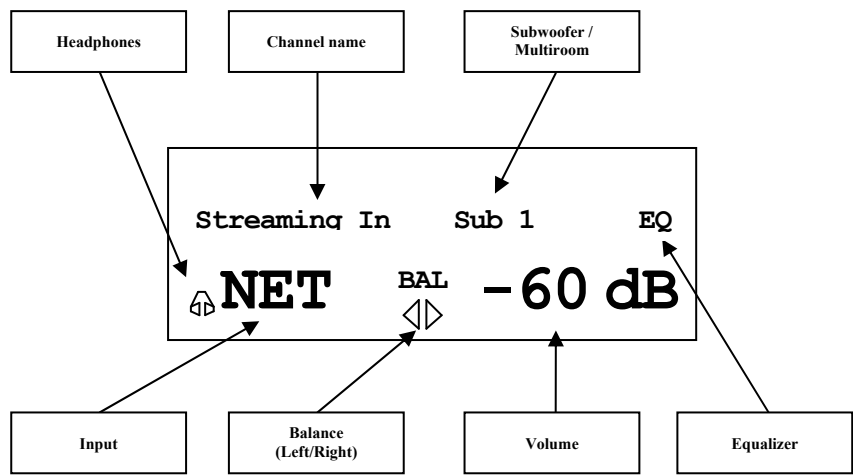 Headphones
Channel name
Subwoofer /
Multiroom
Streaming In
Sub 1
EQ
NET
BAL
-60 dB
Input
Balance
(Left/Right)
Volume
Equalizer